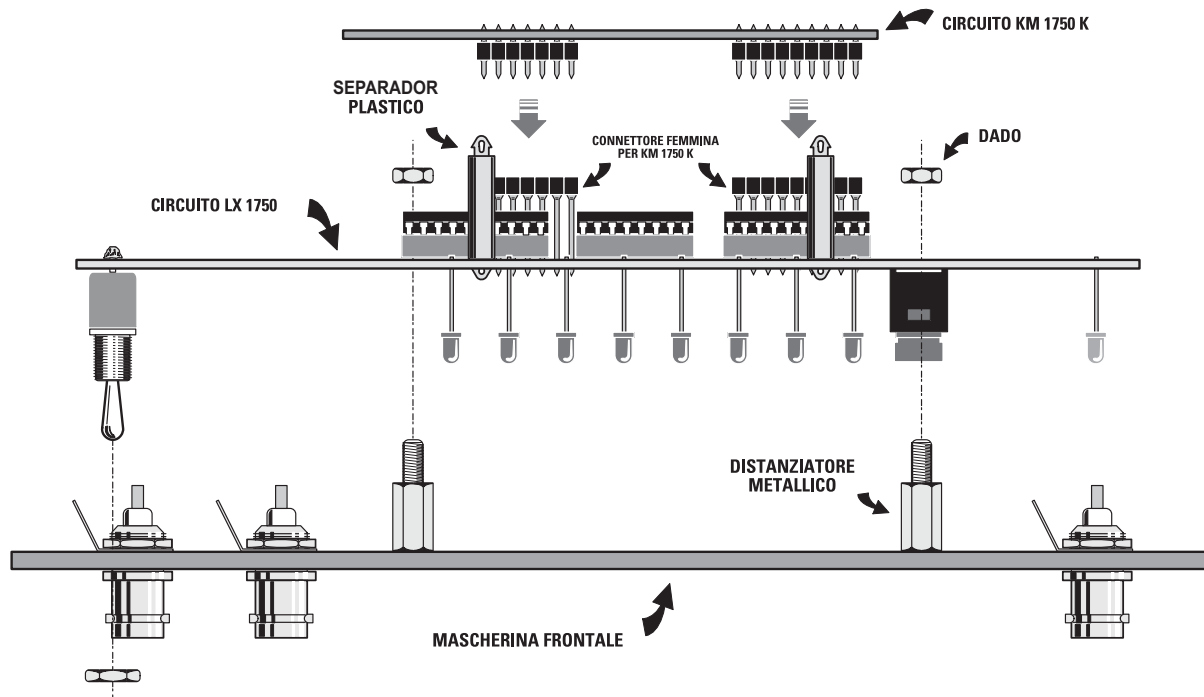 CIRCUITO KM 1750 K
SEPARADOR
PLASTICO
CONNETTORE FEMMINA
PER KM 1750 K
DADO
CIRCUITO LX 1750
DISTANZIATORE
METALLICO
MASCHERINA FRONTALE